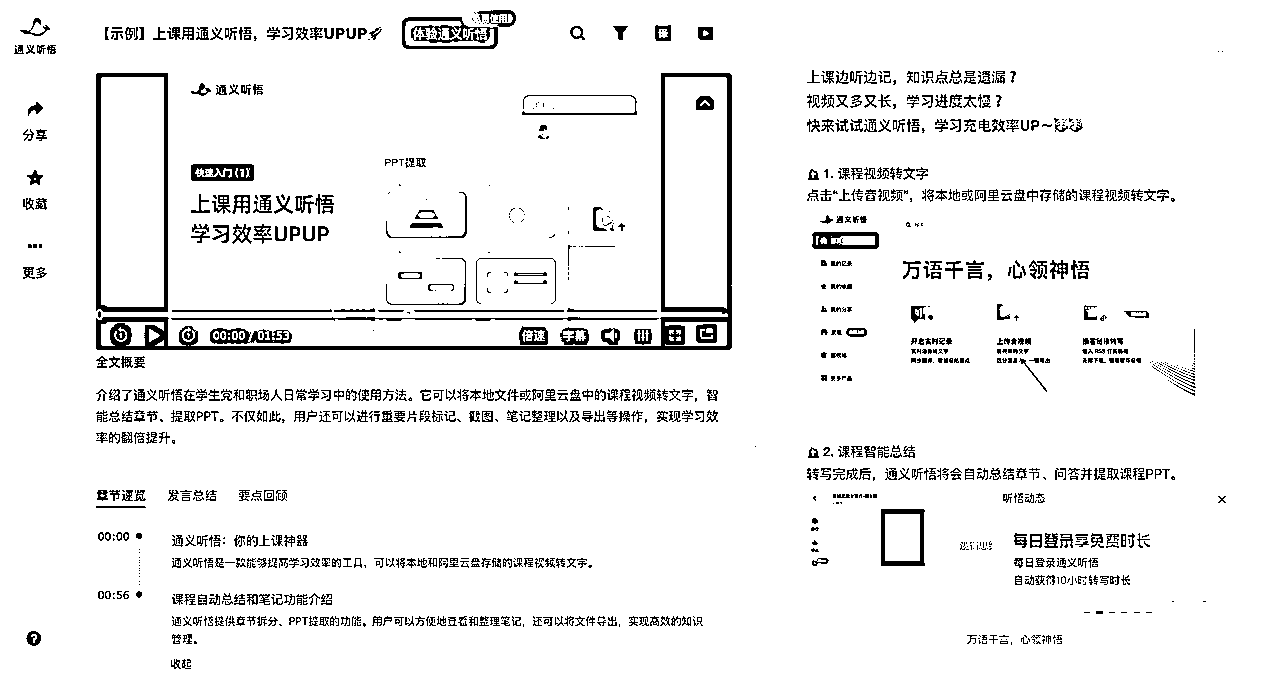 通义听悟
分享
收藏
更多
【示例】上课用通义听悟，学习效率UPUP🚀
体验通义听悟
通义听悟
快速入门（1）
上课用通义听悟
学习效率UPUP
PPT提取
00:00 / 01:53
倍速
字幕
全文概要
介绍了通义听悟在学生党和职场人日常学习中的使用方法。它可以将本地文件或阿里云盘中的课程视频转文字，智
能总结章节、提取PPT。不仅如此，用户还可以进行重要片段标记、截图、笔记整理以及导出等操作，实现学习效
率的翻倍提升。
章节速览 发言总结 要点回顾
00:00 通义听悟：你的上课神器
通义听悟是一款能够提高学习效率的工具，可以将本地和阿里云盘存储的课程视频转文字。
00:56 课程自动总结和笔记功能介绍
通义听悟提供章节拆分、PPT提取的功能。用户可以方便地查看和整理笔记，还可以将文件导出，实现高效的知识
管理。
收起
上课边听边记，知识点总是遗漏？
视频又多又长，学习进度太慢？
快来试试通义听悟，学习充电效率UP～
1. 课程视频转文字
点击“上传音视频”，将本地或阿里云盘中存储的课程视频转文字。
通义听悟
我的记录
我的收藏
我的分享
更多产品
万语千言，心领神悟
开启实时记录
上传音视频
2. 课程智能总结
转写完成后，通义听悟将会自动总结章节、问答并提取课程PPT。
听悟动态
每日登录享免费时长
每日登录通义听悟
自动获得10小时转写时长
万语千言，心领神悟